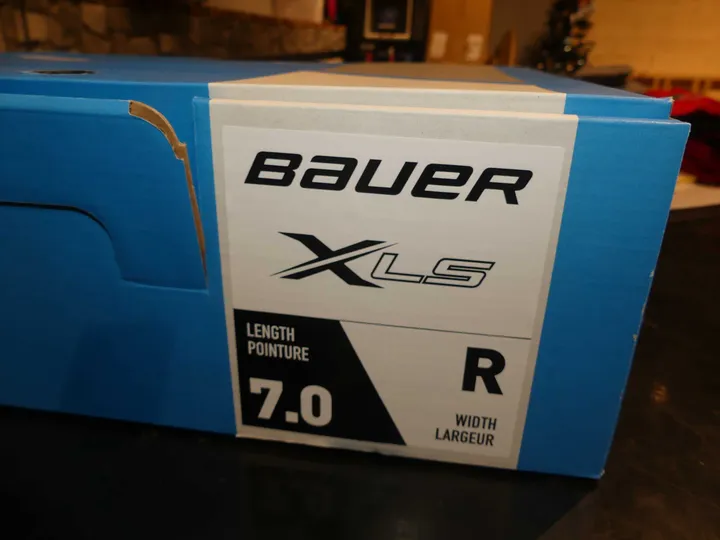 BAUER
XLS
LENGTH
POINTURE
7.0
R
WIDTH
LARGEUR